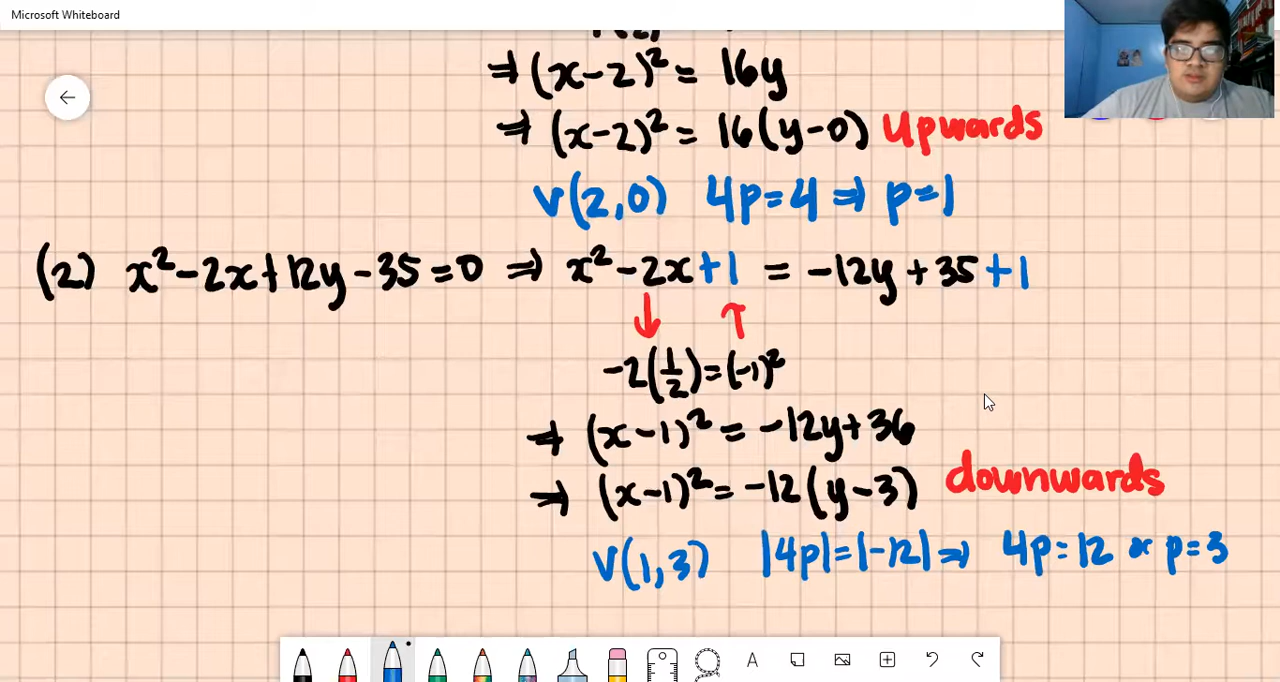 Microsoft Whiteboard
⇒ (x-2)² = 16y
⇒ (x-2)² = 16(y-0) upwards
V(2,0) 4p=4 ⇒ p=1
(2) x²-2x+12y-35=0 ⇒ x²-2x+1 = -12y+35+1
↓ ↑
-2(1/2)=(-1)²
⇒ (x-1)² = -12y+36
⇒ (x-1)² = -12(y-3) downwards
V(1,3) |4p|=|-12| ⇒ 4p=12 or p=3
A